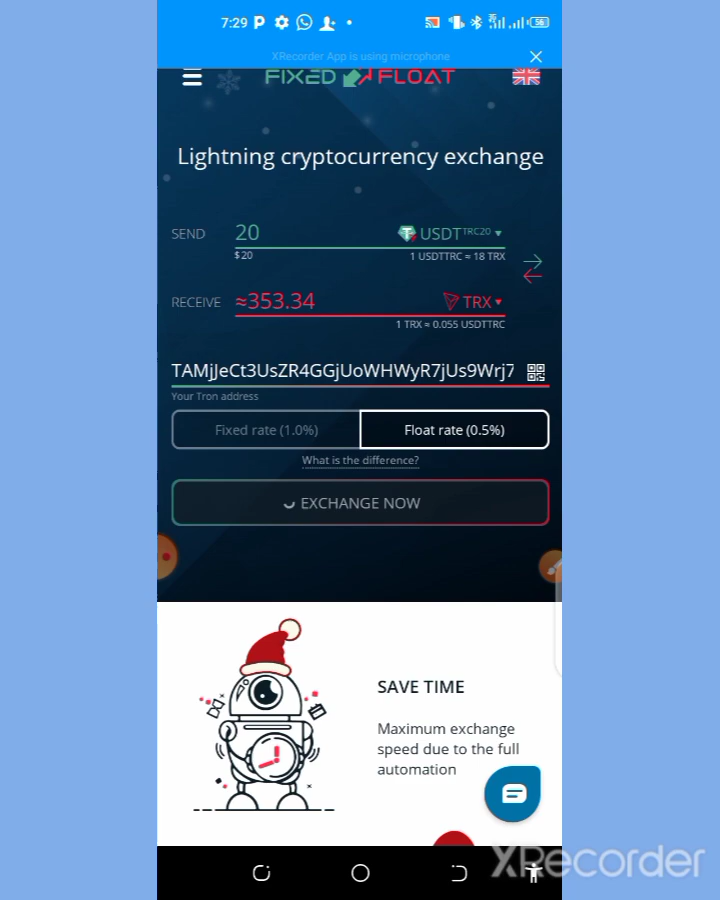 7:29
56
XRecorder App is using microphone
FIXED FLOAT
Lightning cryptocurrency exchange
SEND 20 USDT TRC20
$20 1 USDTTRC ≈ 18 TRX
RECEIVE ≈353.34 TRX
1 TRX ≈ 0.055 USDTTRC
TAMjJeCt3UsZR4GGjUoWHWyR7jUs9Wrj7
Your Tron address
Fixed rate (1.0%) Float rate (0.5%)
What is the difference?
EXCHANGE NOW
SAVE TIME
Maximum exchange
speed due to the full
automation
XRecorder